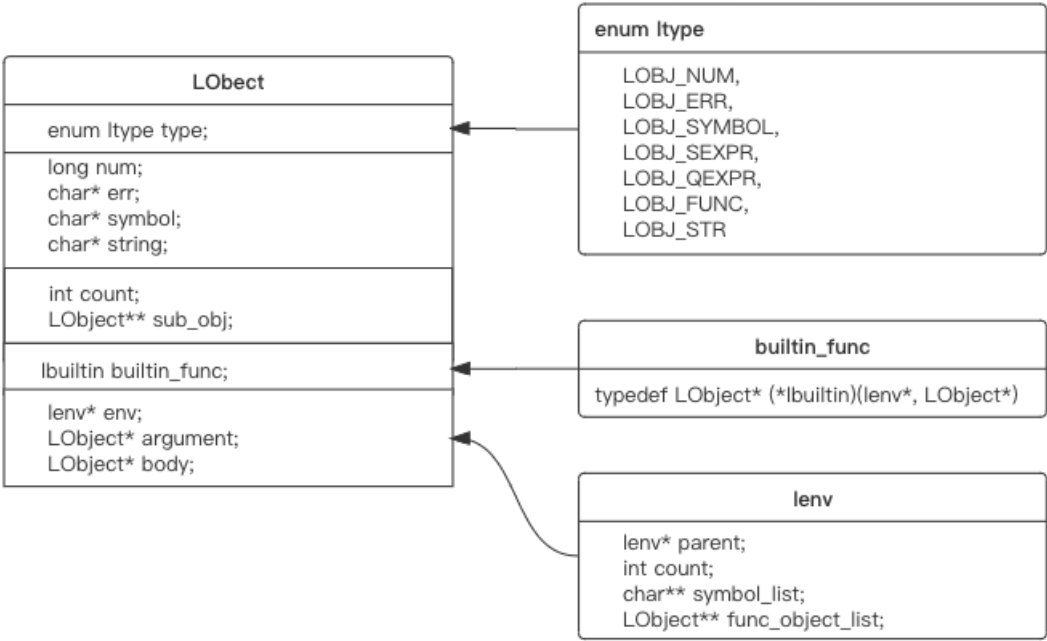 LObect
enum ltype type;
long num;
char* err;
char* symbol;
char* string;
int count;
LObject** sub_obj;
lbuiltin builtin_func;
lenv* env;
LObject* argument;
LObject* body;
enum ltype
LOBJ_NUM,
LOBJ_ERR,
LOBJ_SYMBOL,
LOBJ_SEXPR,
LOBJ_QEXPR,
LOBJ_FUNC,
LOBJ_STR
builtin_func
typedef LObject* (*lbuiltin)(lenv*, LObject*)
lenv
lenv* parent;
int count;
char** symbol_list;
LObject** func_object_list;